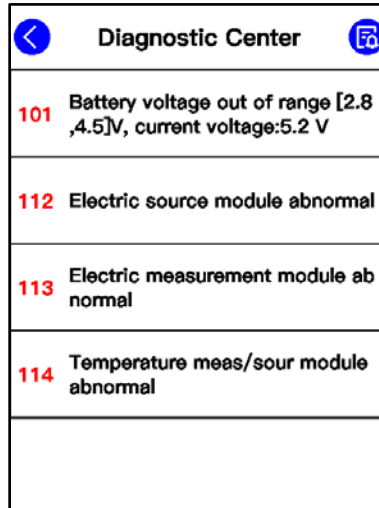 Diagnostic Center
101 Battery voltage out of range [2.8
,4.5]V, current voltage:5.2 V
112 Electric source module abnormal
113 Electric measurement module ab
normal
114 Temperature meas/sour module
abnormal